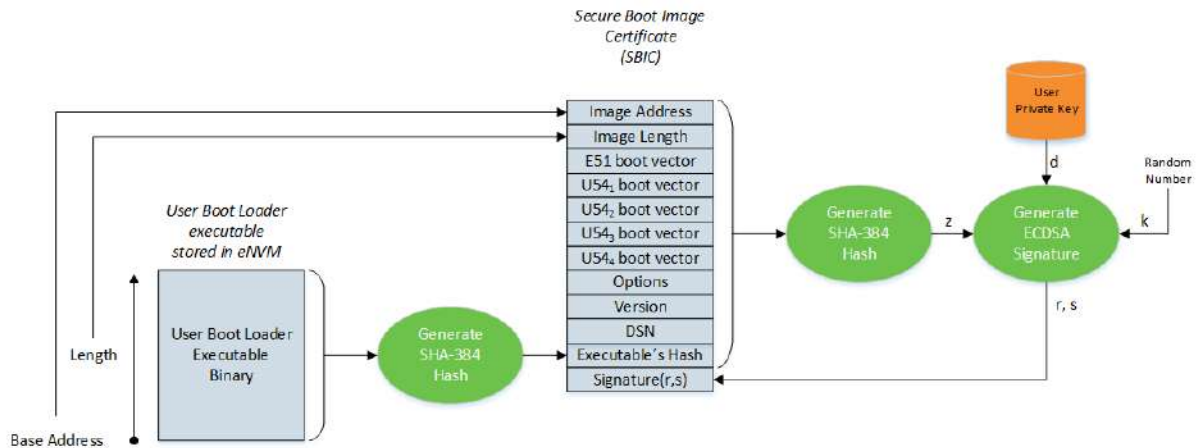 Secure Boot Image
Certificate
(SBIC)
User
Private Key
Image Address
Image Length
E51 boot vector
U54₁ boot vector
U54₂ boot vector
U54₃ boot vector
U54₄ boot vector
Options
Version
DSN
Executable´s Hash
Signature(r,s)
d
Random
Number
Generate
SHA-384
Hash
z
Generate
ECDSA
Signature
k
r, s
User Boot Loader
executable
stored in eNVM
User Boot Loader
Executable
Binary
Generate
SHA-384
Hash
Length
Base Address